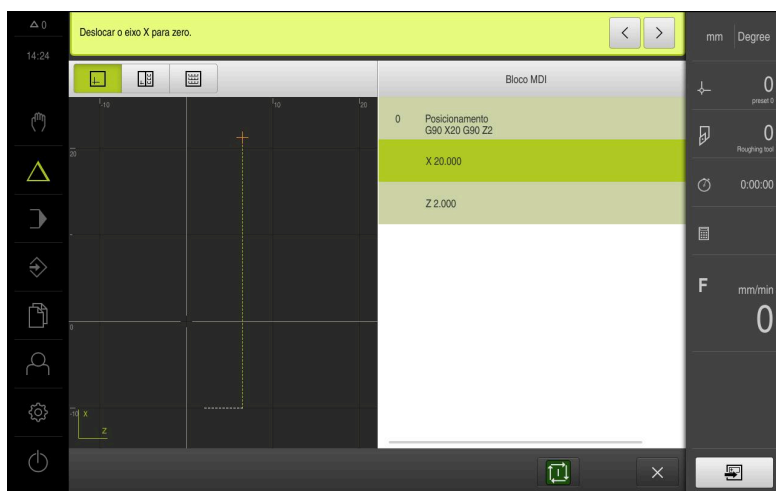 0
14:24
Deslocar o eixo X para zero.
mm
Degree
Bloco MDI
-10
10
20
20
0
-10
X
Z
0 Posicionamento
G90 X20 G90 Z2
X 20.000
Z 2.000
0
preset 0
0
Roughing tool
0:00:00
F
mm/min
0